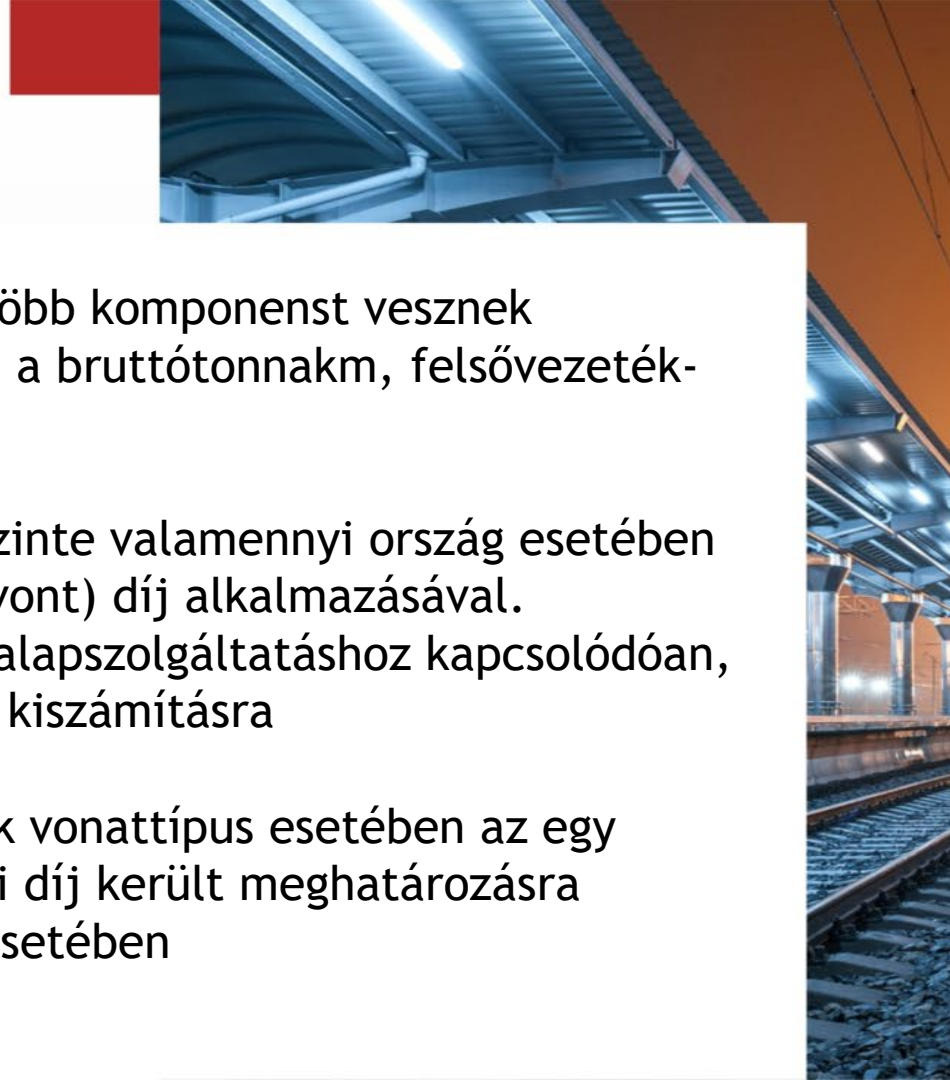 öbb komponenst vesznek
a bruttótonnakm, felsővezeték-
zinte valamennyi ország esetében
vont) díj alkalmazásával.
alapszolgáltatáshoz kapcsolódóan,
kiszámításra
k vonattípus esetében az egy
i díj került meghatározásra
setében